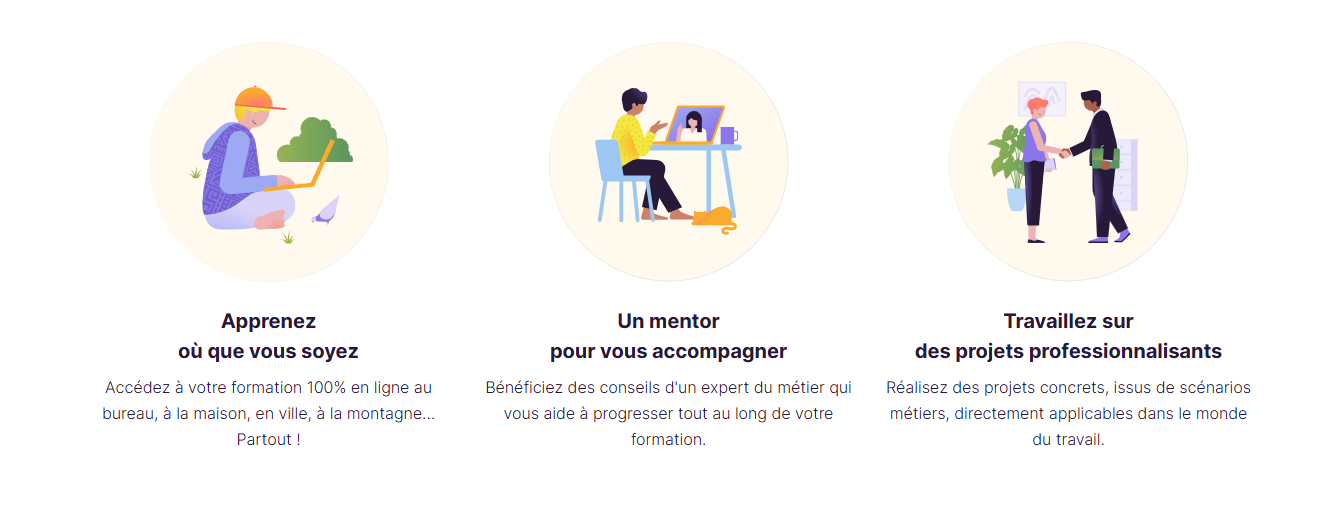 Apprenez
où que vous soyez
Accédez à votre formation 100% en ligne au
bureau, à la maison, en ville, à la montagne...
Partout !
Un mentor
pour vous accompagner
Bénéficiez des conseils d'un expert du métier qui
vous aide à progresser tout au long de votre
formation.
Travaillez sur
des projets professionnalisants
Réalisez des projets concrets, issus de scénarios
métiers, directement applicables dans le monde
du travail.